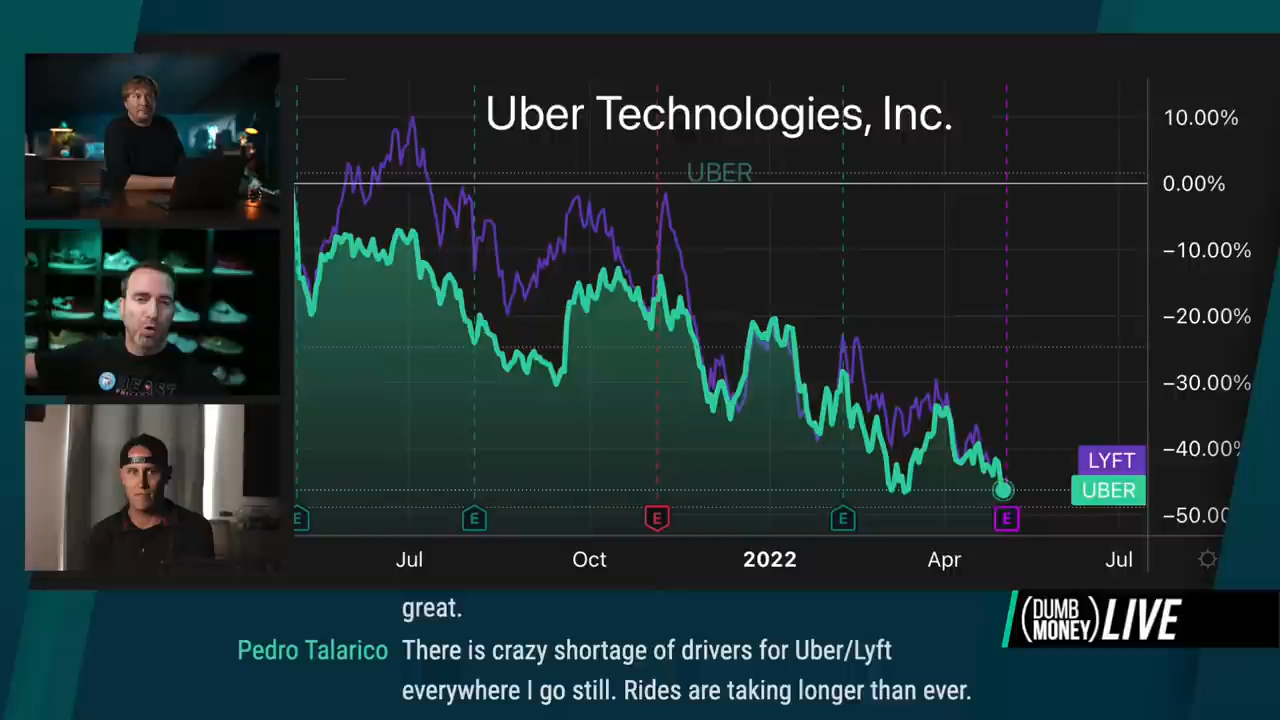 Uber Technologies, Inc.
UBER
10.00%
0.00%
−10.00%
−20.00%
−30.00%
−40.00%
−50.00
LYFT
UBER
E
E
E
E
E
Jul
Oct
2022
Apr
Jul
great.
Pedro Talarico There is crazy shortage of drivers for Uber/Lyft
everywhere I go still. Rides are taking longer than ever.
(DUMB
MONEY) LIVE